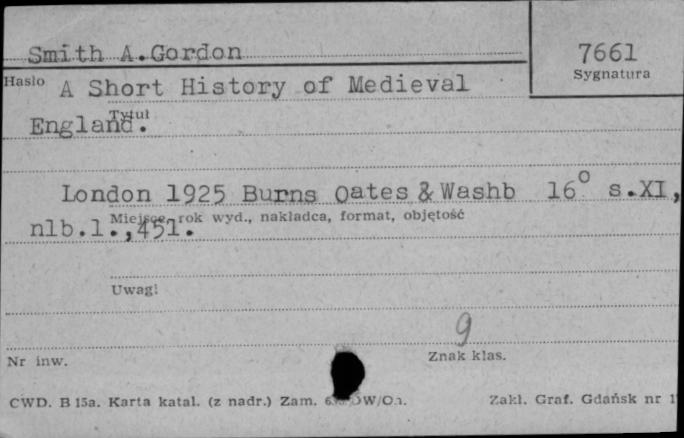 Smith A.Gordon
7661
Sygnatura
Hasło
A Short History of Medieval
Tytuł
England.
London 1925 Burns Oates & Washb 16° s.XI,
Miejsce, rok wyd., nakładca, format, objętość
nlb.1.,451.
Uwagi
9
Nr inw.
Znak klas.
CWD. B 15a. Karta katal. (z nadr.) Zam.
Zakł. Graf. Gdańsk nr